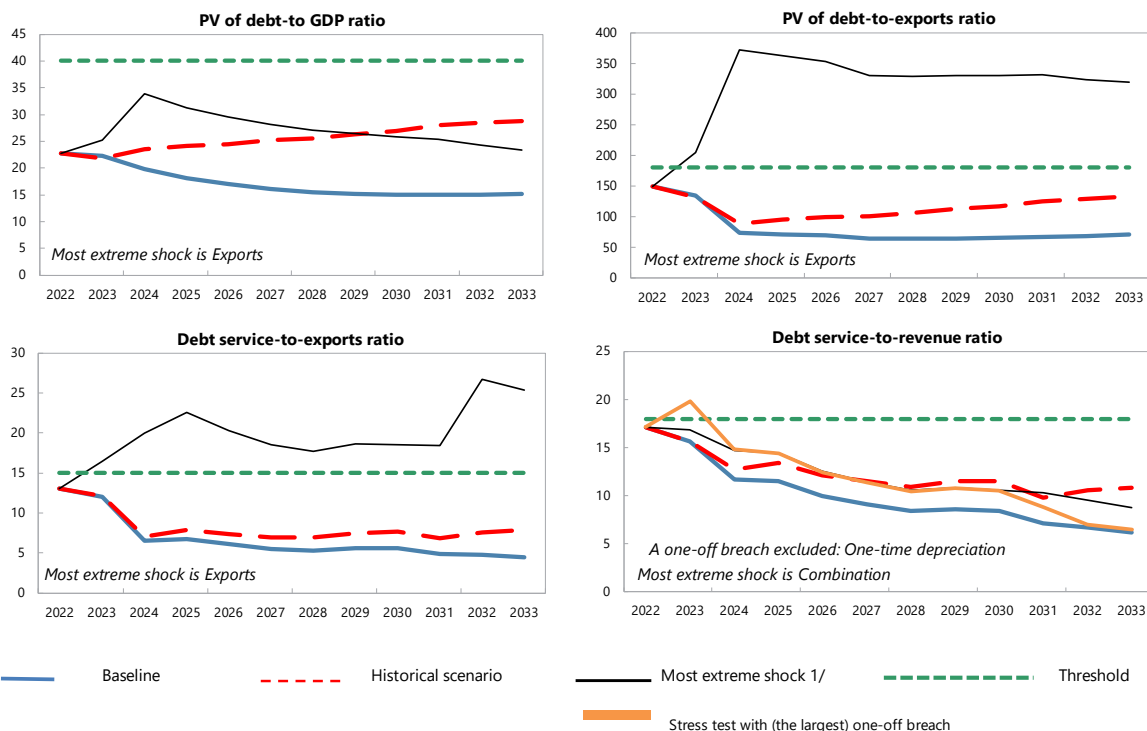 PV of debt-to GDP ratio
45
40
35
30
25
20
15
10
5
0
Most extreme shock is Exports
2022 2023 2024 2025 2026 2027 2028 2029 2030 2031 2032 2033
PV of debt-to-exports ratio
400
350
300
250
200
150
100
50
0
Most extreme shock is Exports
2022 2023 2024 2025 2026 2027 2028 2029 2030 2031 2032 2033
Debt service-to-exports ratio
30
25
20
15
10
5
0
Most extreme shock is Exports
2022 2023 2024 2025 2026 2027 2028 2029 2030 2031 2032 2033
Debt service-to-revenue ratio
25
20
15
10
5
0
A one-off breach excluded: One-time depreciation
Most extreme shock is Combination
2022 2023 2024 2025 2026 2027 2028 2029 2030 2031 2032 2033
Baseline Historical scenario Most extreme shock 1/ Threshold
Stress test with (the largest) one-off breach